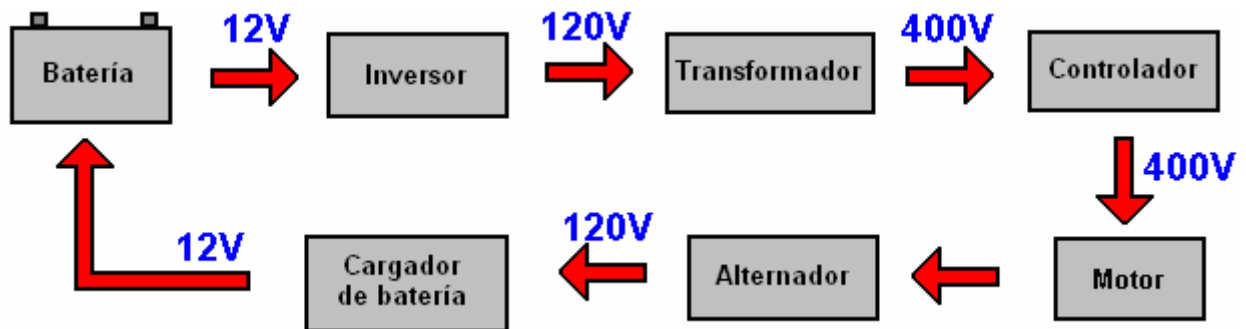 12V
120V
400V
Batería
Inversor
Transformador
Controlador
400V
12V
Cargador
de batería
120V
Alternador
Motor